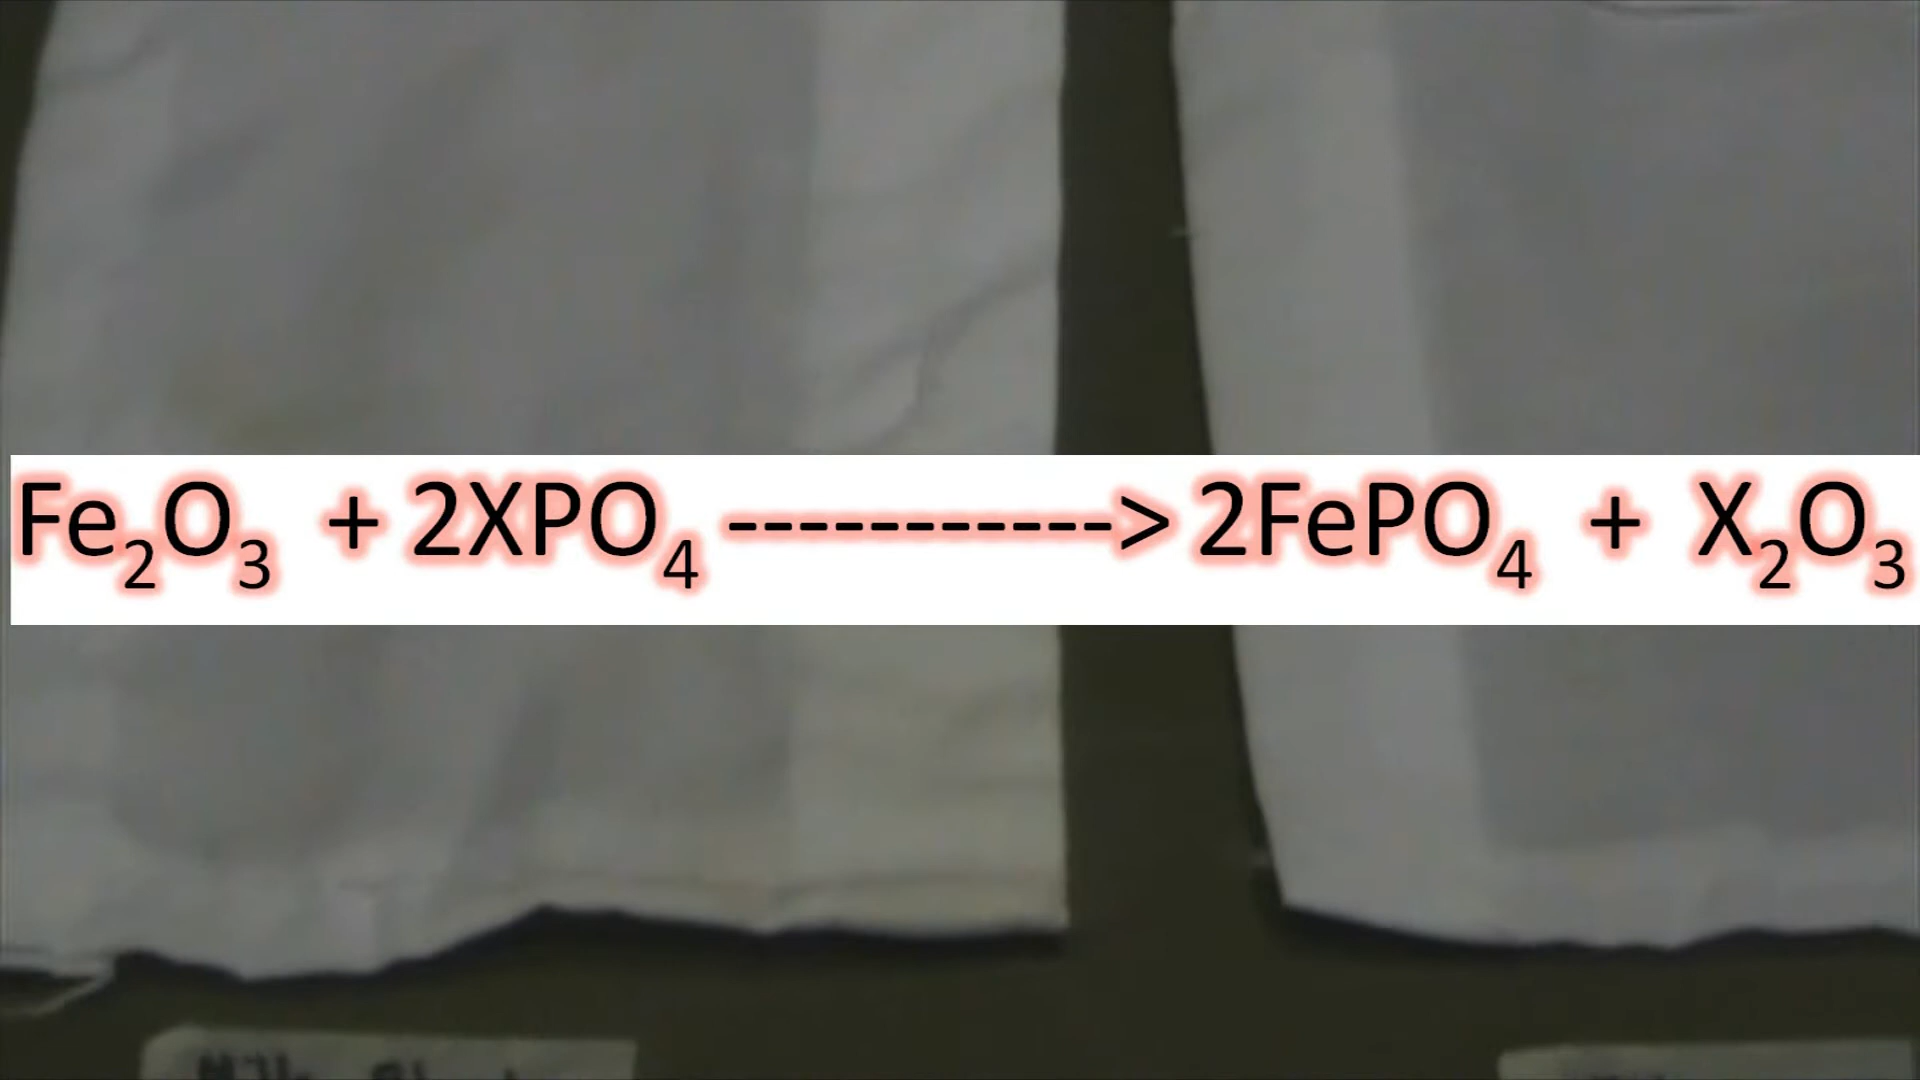 Fe₂O₃ + 2XPO₄ -----------> 2FePO₄ + X₂O₃